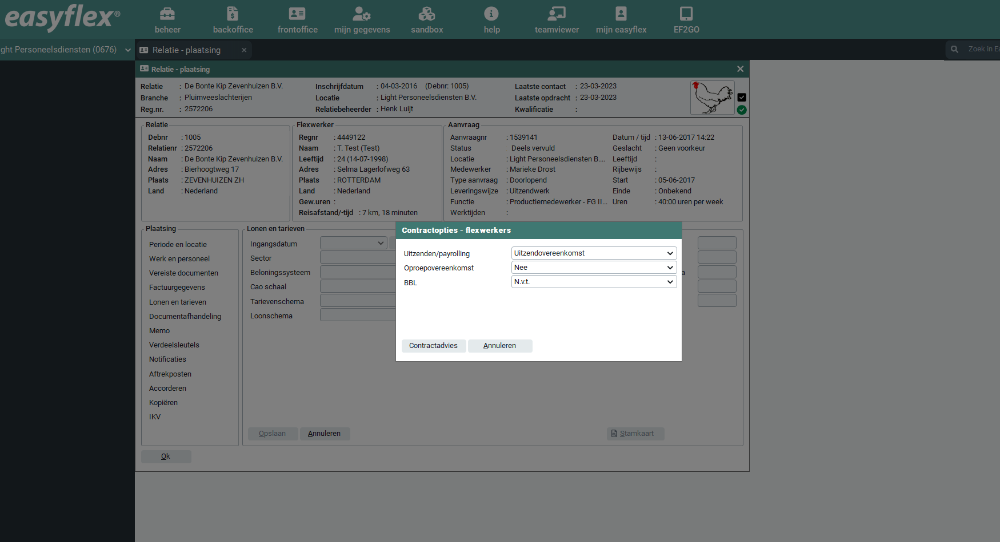 easyflex®
beheer backoffice frontoffice mijn gegevens sandbox help teamviewer mijn easyflex EF2GO
ght Personeelsdiensten (0676) Relatie - plaatsing Zoek in Ea
Relatie - plaatsing
Relatie : De Bonte Kip Zevenhuizen B.V. Inschrijfdatum : 04-03-2016 (Debnr: 1005) Laatste contact : 23-03-2023
Branche : Pluimveeslachterijen Locatie : Light Personeelsdiensten B.V. Laatste opdracht : 23-03-2023
Reg.nr. : 2572206 Relatiebeheerder : Henk Luijt Kwalificatie :
Relatie
Debnr : 1005
Relatienr : 2572206
Naam : De Bonte Kip Zevenhuizen B.V.
Adres : Bierhoogtweg 17
Plaats : ZEVENHUIZEN ZH
Land : Nederland
Flexwerker
Regnr : 4449122
Naam : T. Test (Test)
Leeftijd : 24 (14-07-1998)
Adres : Selma Lagerlofweg 63
Plaats : ROTTERDAM
Land : Nederland
Gew.uren :
Reisafstand/-tijd : 7 km, 18 minuten
Aanvraag
Aanvraagnr : 1539141 Datum / tijd : 13-06-2017 14:22
Status : Deels vervuld Geslacht : Geen voorkeur
Locatie : Light Personeelsdiensten B.... Leeftijd :
Medewerker : Marieke Drost Rijbewijs :
Type aanvraag : Doorlopend Start : 05-06-2017
Leveringswijze : Uitzendwerk Einde : Onbekend
Functie : Productiemedewerker - FG II... Uren : 40:00 uren per week
Werktijden :
Plaatsing
Periode en locatie
Werk en personeel
Vereiste documenten
Factuurgegevens
Lonen en tarieven
Documentafhandeling
Memo
Verdeelsleutels
Notificaties
Aftrekposten
Accorderen
Kopiëren
IKV
Lonen en tarieven
Ingangsdatum
Sector
Beloningssysteem a
Cao schaal
Tarievenschema
Loonschema
Opslaan Annuleren Stamkaart
Ok
Contractopties - flexwerkers
Uitzenden/payrolling Uitzendovereenkomst
Oproepovereenkomst Nee
BBL N.v.t.
Contractadvies Annuleren